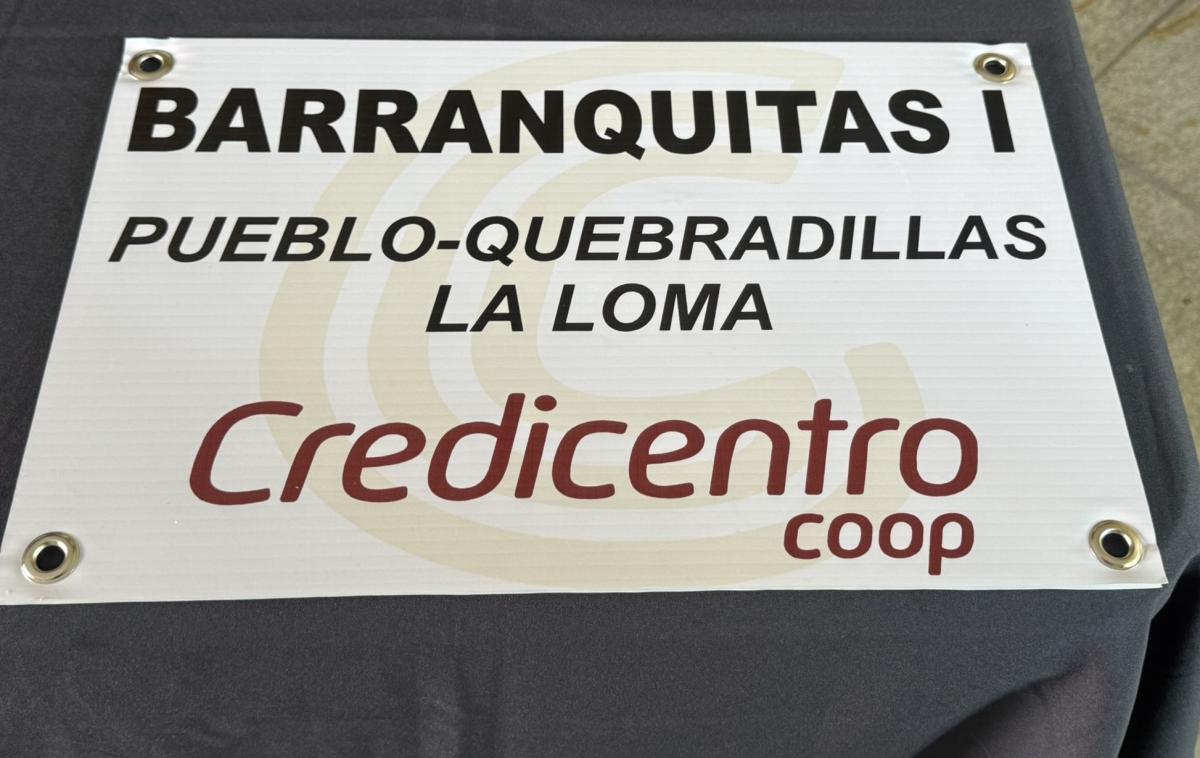 BARRANQUITAS I
PUEBLO-QUEBRADILLAS
LA LOMA
Credicentro
coop